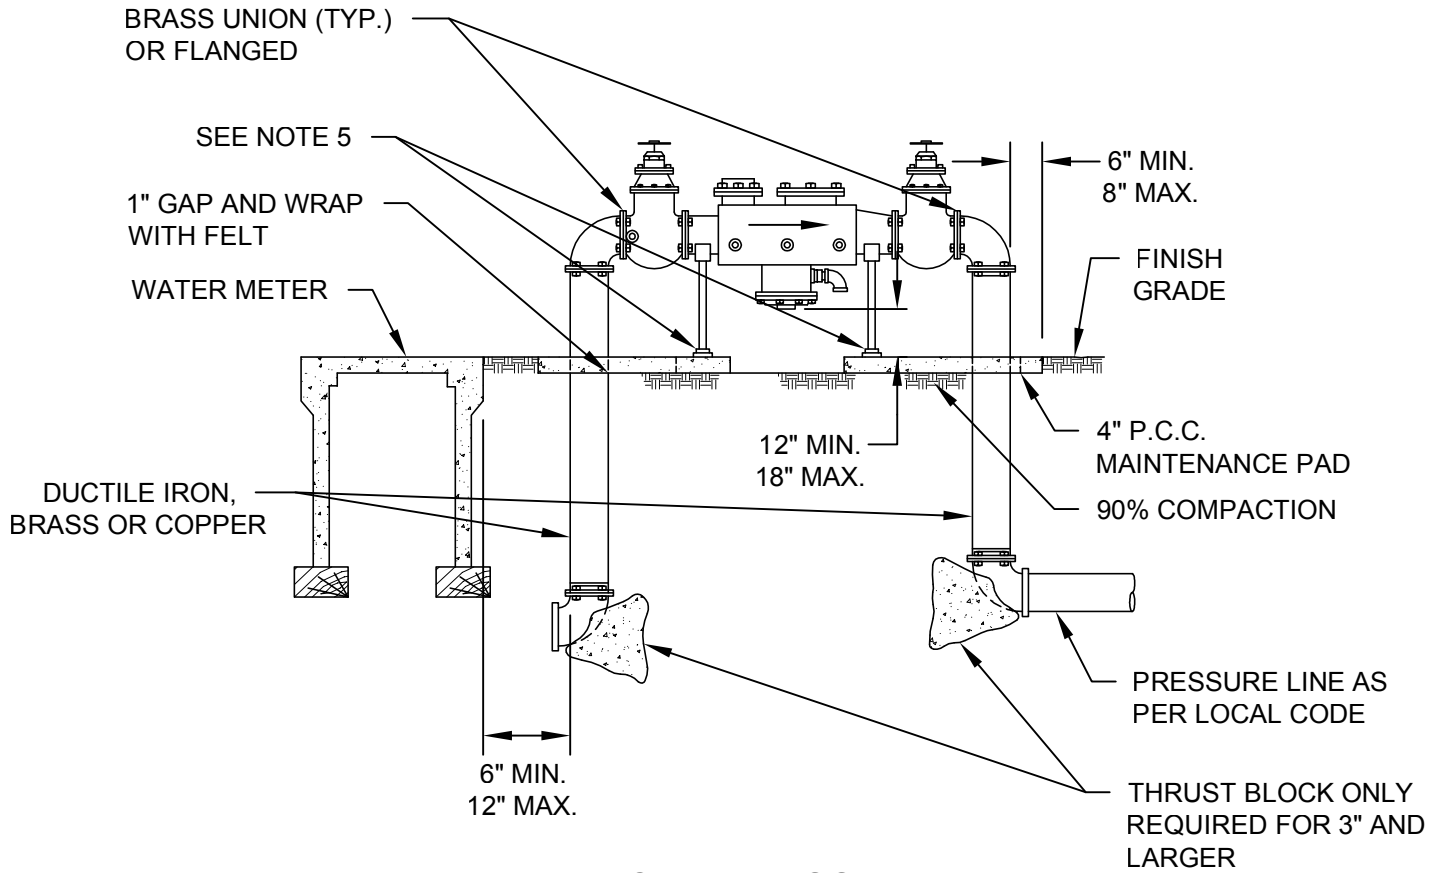 BRASS UNION (TYP.)
OR FLANGED
SEE NOTE 5
1" GAP AND WRAP
WITH FELT
WATER METER
6" MIN.
8" MAX.
FINISH
GRADE
12" MIN.
18" MAX.
4" P.C.C.
MAINTENANCE PAD
90% COMPACTION
DUCTILE IRON,
BRASS OR COPPER
PRESSURE LINE AS
PER LOCAL CODE
6" MIN.
12" MAX.
THRUST BLOCK ONLY
REQUIRED FOR 3" AND
LARGER